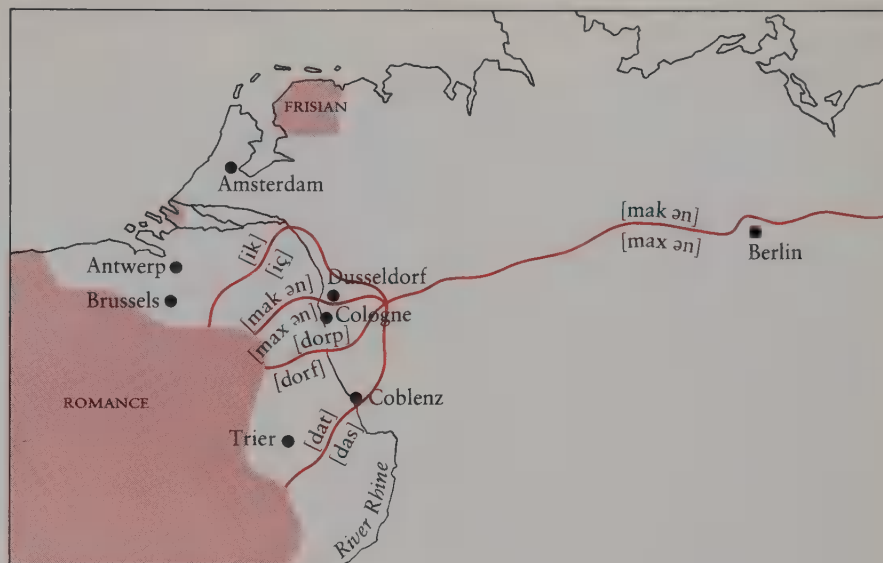 FRISIAN
Amsterdam
[mak ən]
[max ən]
Berlin
[ik]
[iç]
Antwerp
Dusseldorf
Brussels
[mak ən]
[max ən]
Cologne
[dorp]
[dorf]
ROMANCE
Coblenz
Trier
[dat]
[das]
River Rhine